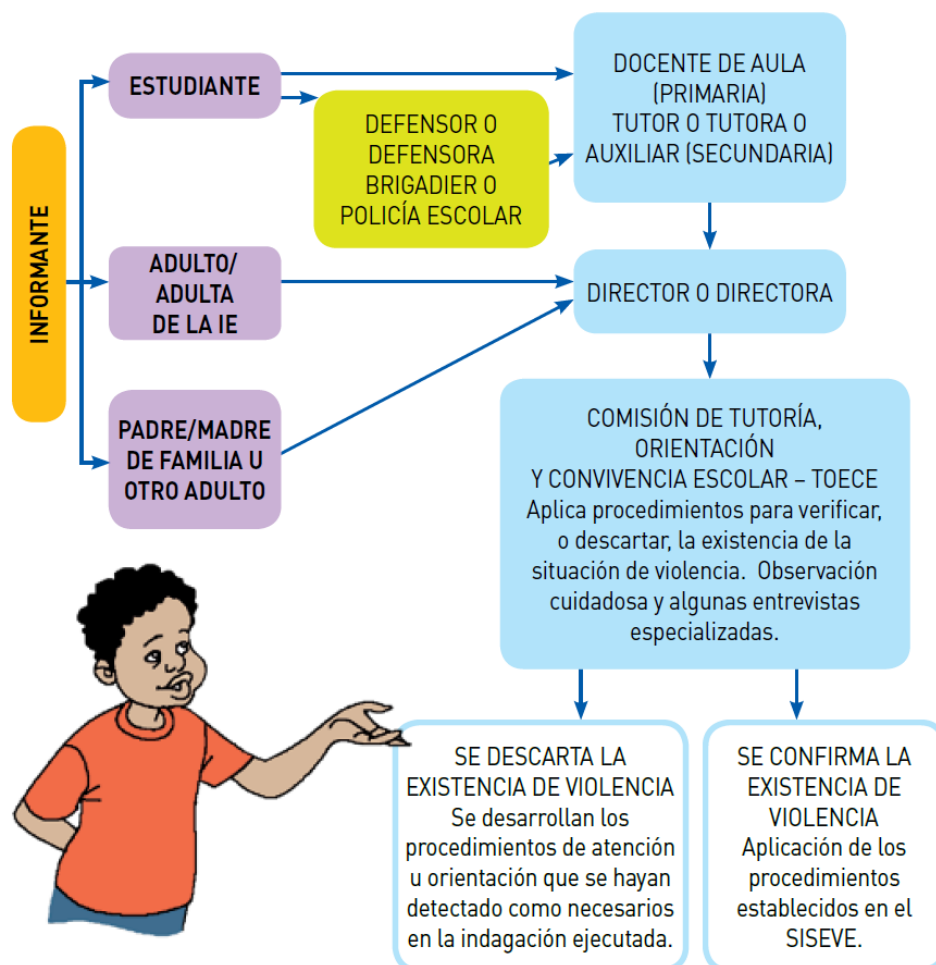 INFORMANTE
ESTUDIANTE
DEFENSOR O
DEFENSORA
BRIGADIER O
POLICÍA ESCOLAR
DOCENTE DE AULA
(PRIMARIA)
TUTOR O TUTORA O
AUXILIAR (SECUNDARIA)
ADULTO/
ADULTA
DE LA IE
DIRECTOR O DIRECTORA
PADRE/MADRE
DE FAMILIA U
OTRO ADULTO
COMISIÓN DE TUTORÍA,
ORIENTACIÓN
Y CONVIVENCIA ESCOLAR – TOECE
Aplica procedimientos para verificar,
o descartar, la existencia de la
situación de violencia. Observación
cuidadosa y algunas entrevistas
especializadas.
SE DESCARTA LA
EXISTENCIA DE VIOLENCIA
Se desarrollan los
procedimientos de atención
u orientación que se hayan
detectado como necesarios
en la indagación ejecutada.
SE CONFIRMA LA
EXISTENCIA DE
VIOLENCIA
Aplicación de los
procedimientos
establecidos en el
SISEVE.